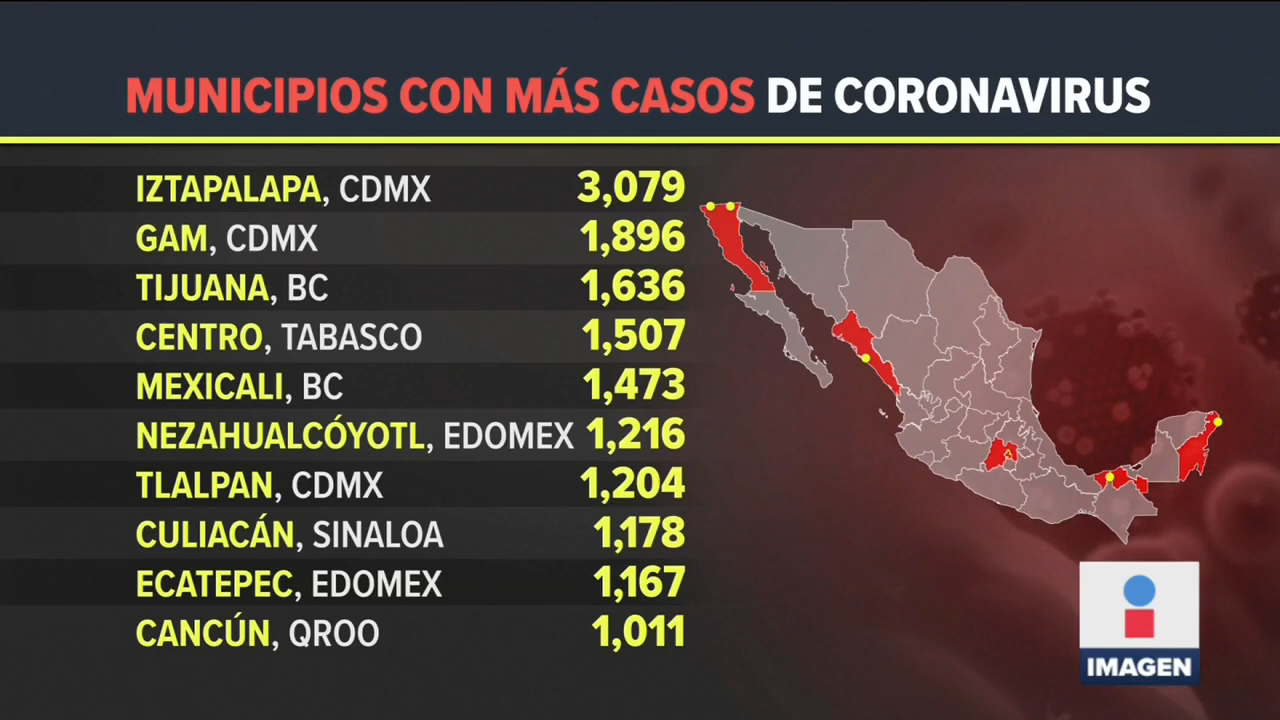 MUNICIPIOS CON MÁS CASOS DE CORONAVIRUS
IZTAPALAPA, CDMX 3,079
GAM, CDMX 1,896
TIJUANA, BC 1,636
CENTRO, TABASCO 1,507
MEXICALI, BC 1,473
NEZAHUALCÓYOTL, EDOMEX 1,216
TLALPAN, CDMX 1,204
CULIACÁN, SINALOA 1,178
ECATEPEC, EDOMEX 1,167
CANCÚN, QROO 1,011
IMAGEN